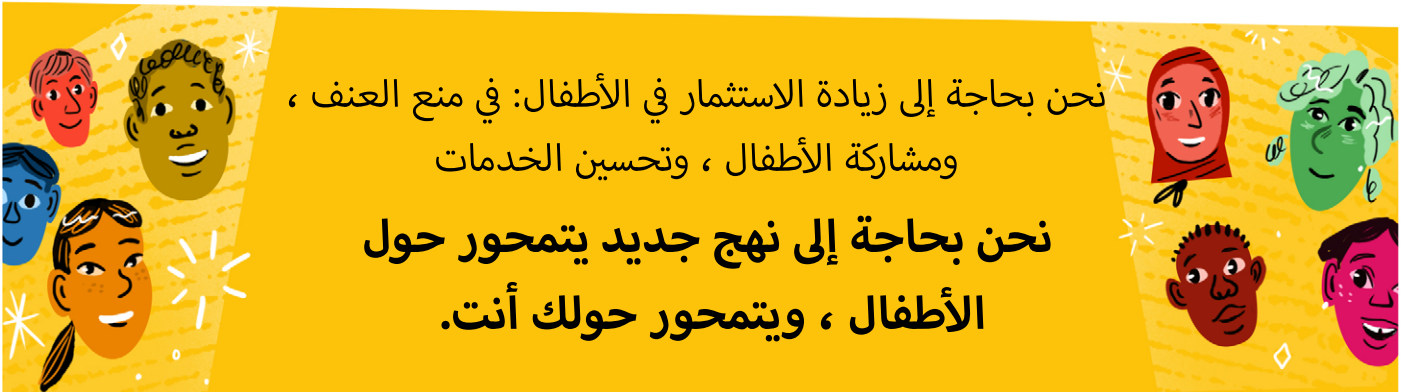 نحن بحاجة إلى زيادة الاستثمار في الأطفال: في منع العنف ،
ومشاركة الأطفال ، وتحسين الخدمات
نحن بحاجة إلى نهج جديد يتمحور حول
الأطفال ، ويتمحور حولك أنت.